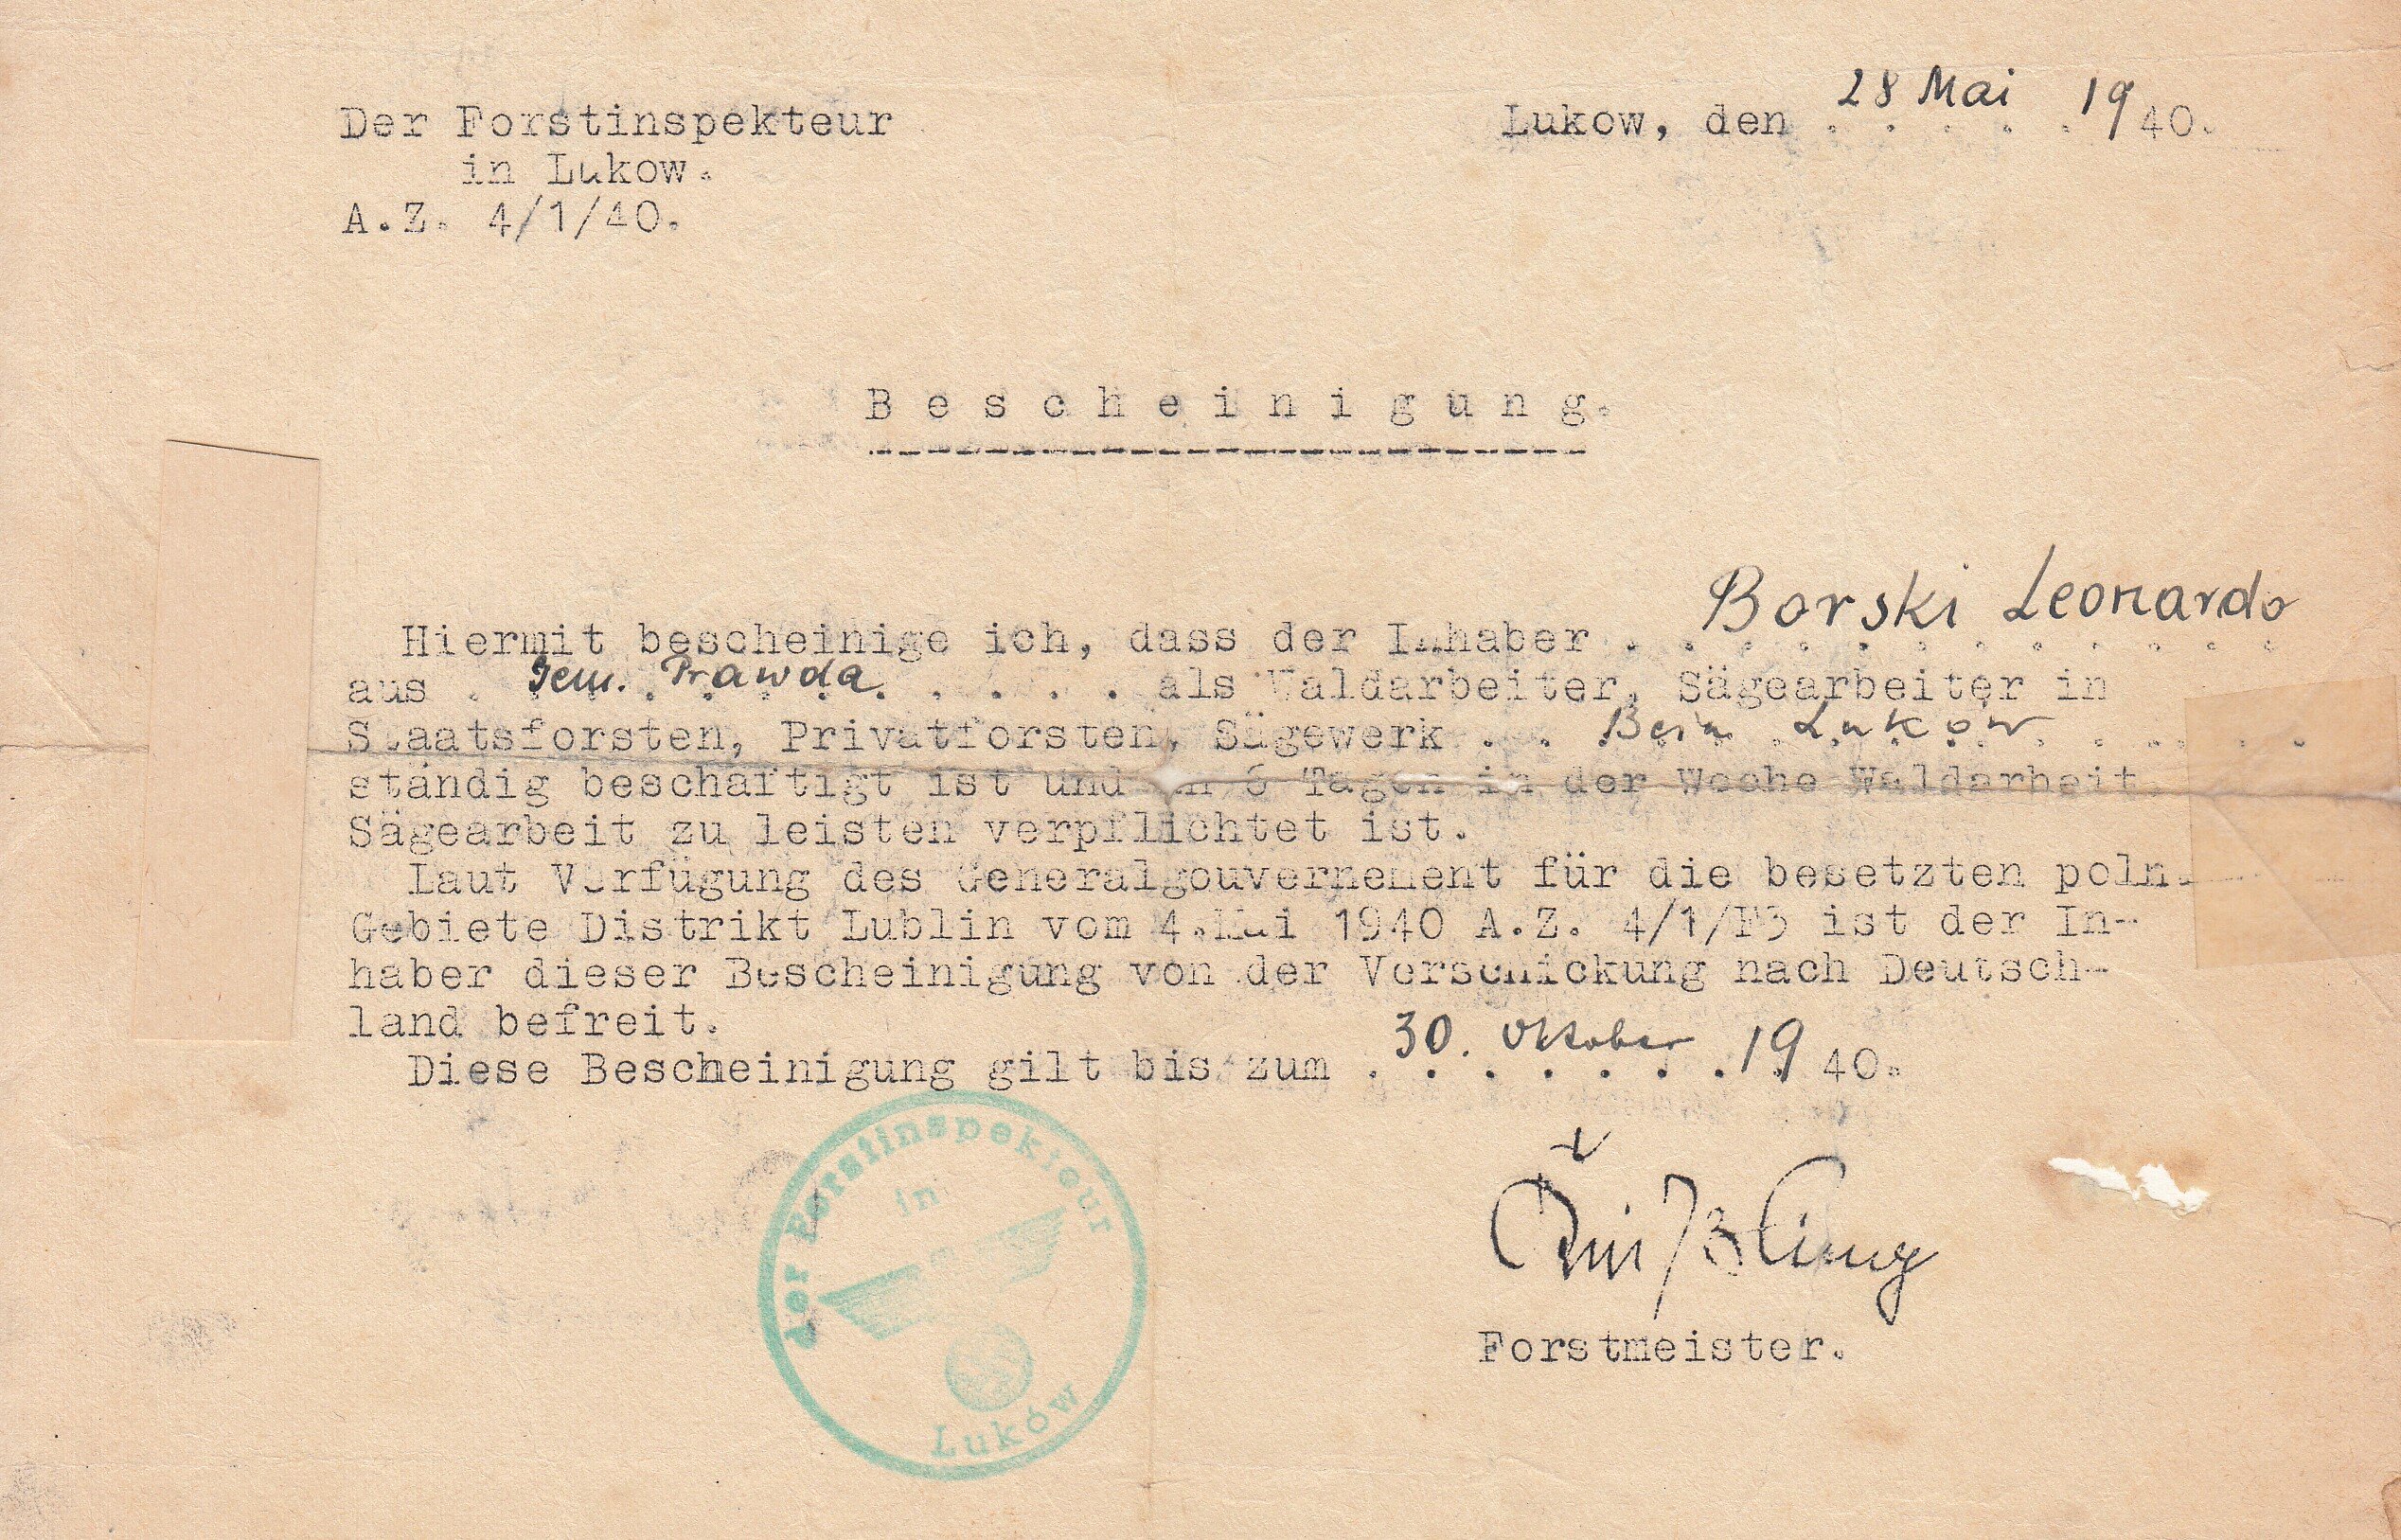 Der Forstinspekteur
in Lukow.
A.Z. 4/1/40.
Lukow, den 28 Mai 1940.
Bescheinigung.
Hiermit bescheinige ich, dass der Inhaber Borski Leonardo
aus Gem. Prawda als Waldarbeiter, Sägearbeiter in
Staatsforsten, Privatforsten, Sägewerk Lukow
ständig beschäftigt ist und an 6 Tagen in der Woche Waldarbeit,
Sägearbeit zu leisten verpflichtet ist.
Laut Verfügung des Generalgouvernement für die besetzten poln.
Gebiete Distrikt Lublin vom 4.Mai 1940 A.Z. 4/1/ ist der In-
haber dieser Bescheinigung von der Verschickung nach Deutsch-
land befreit.
Diese Bescheinigung gilt bis zum 30. Oktober 1940.
der Forstinspekteur
in
Luków
Forstmeister.